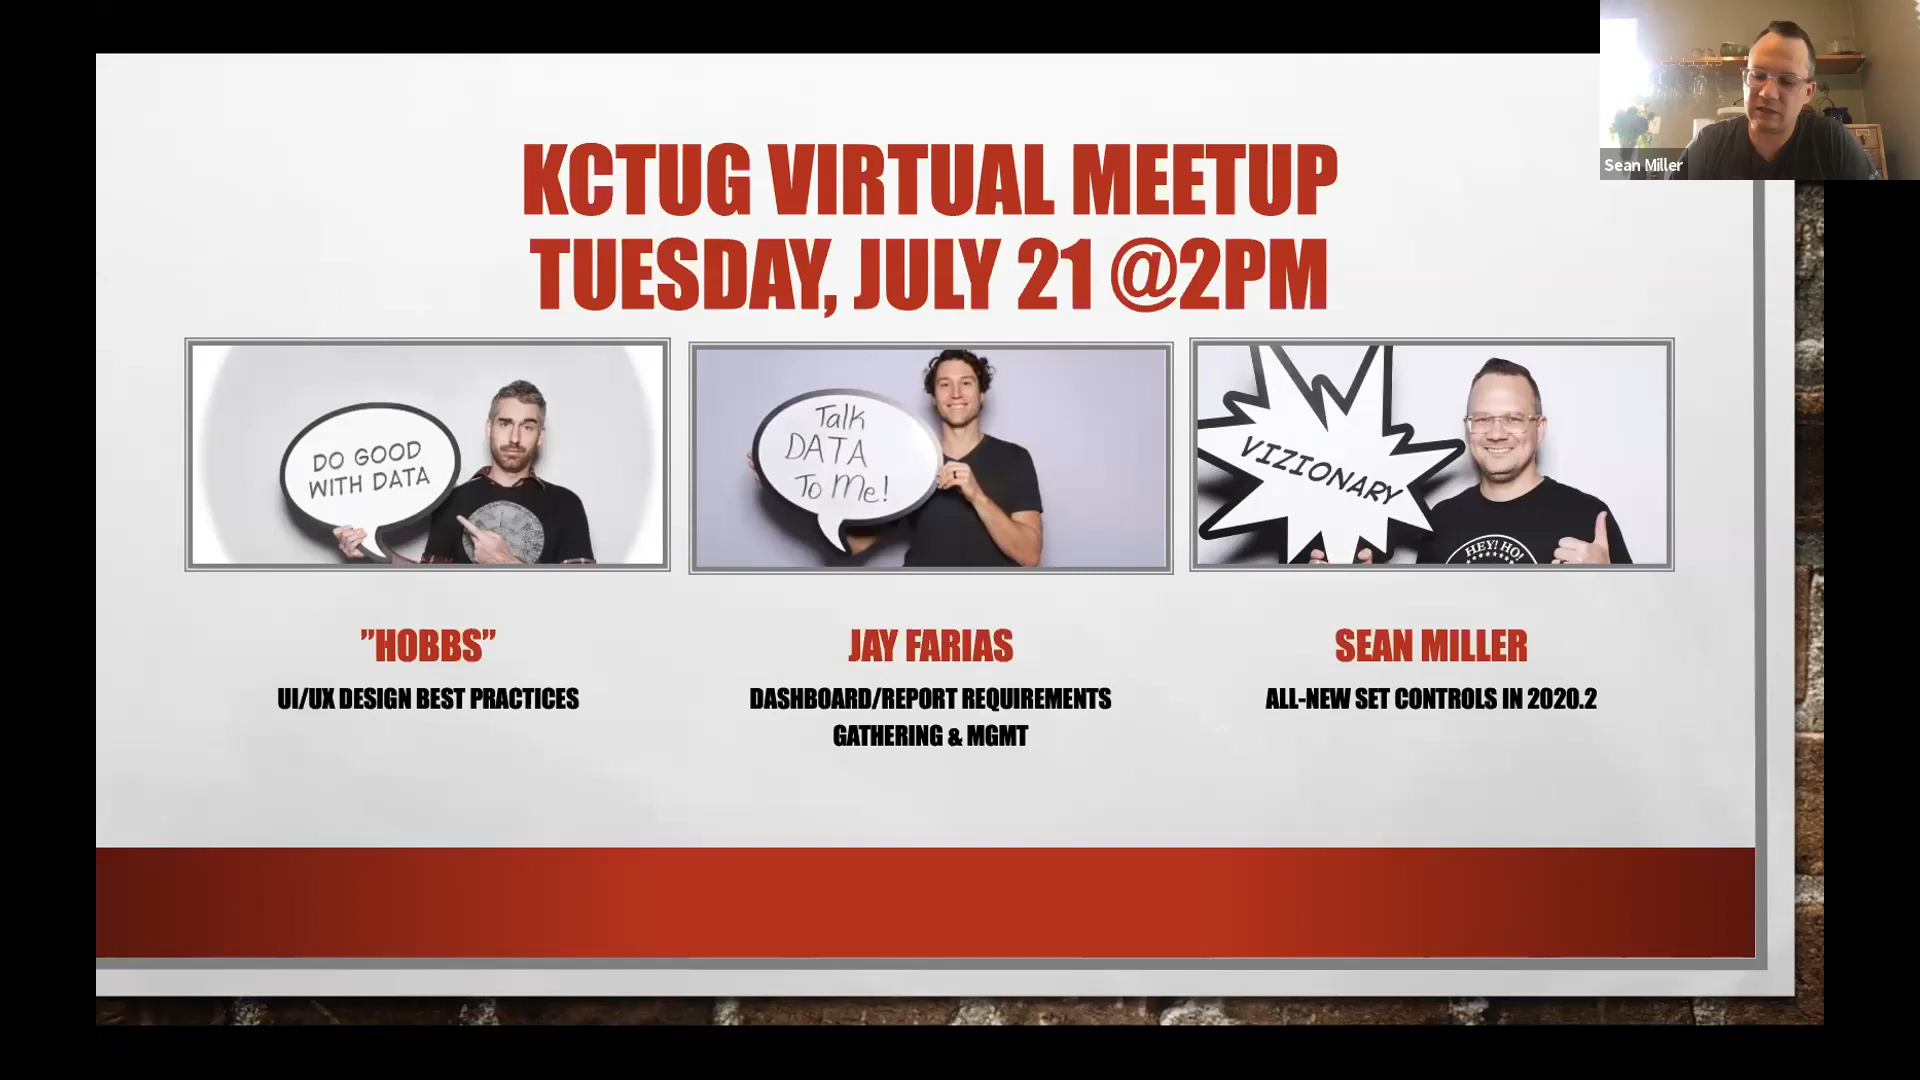 Sean Miller
KCTUG VIRTUAL MEETUP
TUESDAY, JULY 21 @2PM
DO GOOD
WITH DATA
Talk
DATA
To Me!
VIZIONARY
HEY! HO!
"HOBBS"
UI/UX DESIGN BEST PRACTICES
JAY FARIAS
DASHBOARD/REPORT REQUIREMENTS
GATHERING & MGMT
SEAN MILLER
ALL-NEW SET CONTROLS IN 2020.2